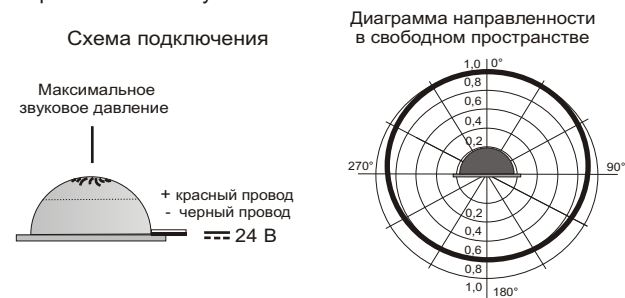 Схема подключения
Максимальное
звуковое давление
+ красный провод
- черный провод
24 В
Диаграмма направленности
в свободном пространстве
1,0 0°
0,8
0,6
0,4
0,2
270° 90°
0,2
0,4
0,6
0,8
1,0 180°